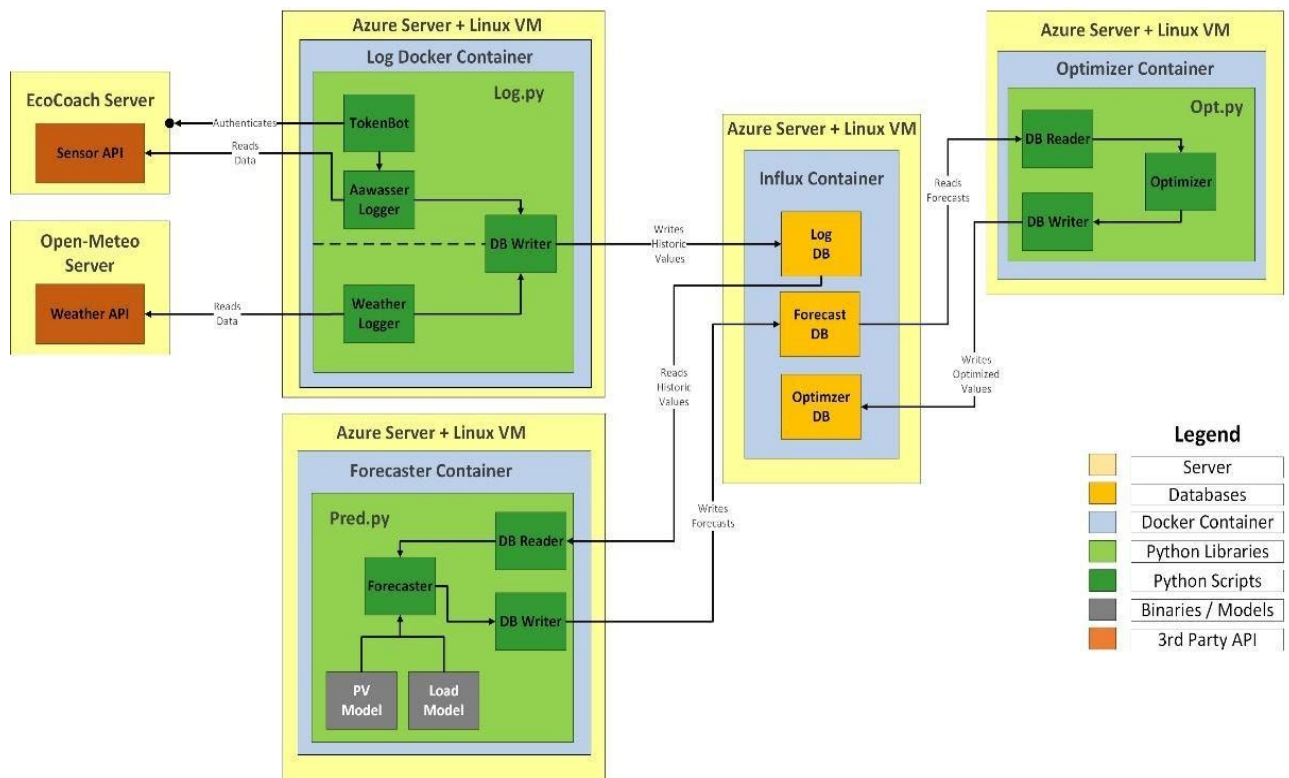 Azure Server + Linux VM
Log Docker Container
Log.py
TokenBot
Aawasser
Logger
DB Writer
Weather
Logger
EcoCoach Server
Sensor API
Authenticates
Reads
Data
Open-Meteo
Server
Weather API
Reads
Data
Azure Server + Linux VM
Influx Container
Log
DB
Forecast
DB
Optimzer
DB
Writes
Historic
Values
Reads
Historic
Values
Writes
Forecasts
Reads
Forecasts
Writes
Optimized
Values
Azure Server + Linux VM
Optimizer Container
Opt.py
DB Reader
Optimizer
DB Writer
Azure Server + Linux VM
Forecaster Container
Pred.py
DB Reader
Forecaster
DB Writer
PV
Model
Load
Model
Legend
Server
Databases
Docker Container
Python Libraries
Python Scripts
Binaries / Models
3rd Party API